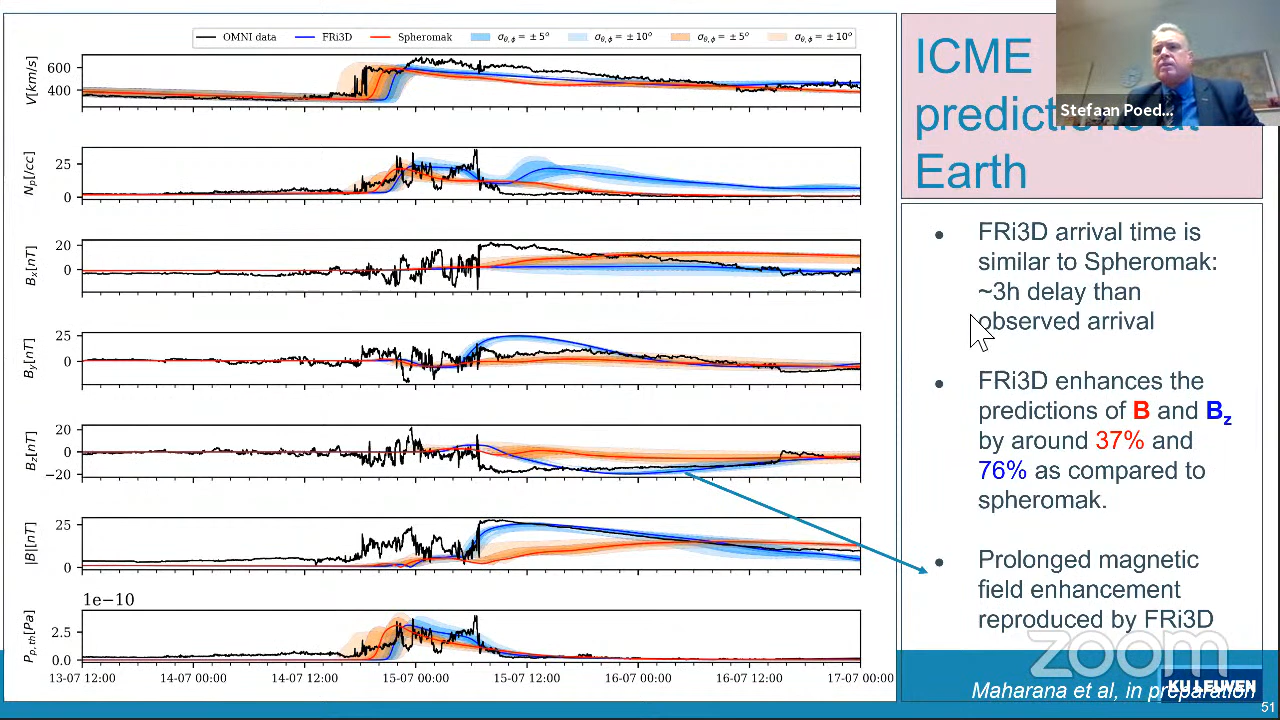 OMNI data FRi3D Spheromak σθ,ϕ = ±5° σθ,ϕ = ±10° σθ,ϕ = ±5° σθ,ϕ = ±10°
V[km/s]
600
400
Np[/cc]
25
0
Bx[nT]
20
0
By[nT]
25
0
Bz[nT]
20
0
−20
|B|[nT]
25
0
1e−10
Pp,th[Pa]
2.5
0.0
13-07 12:00 14-07 00:00 14-07 12:00 15-07 00:00 15-07 12:00 16-07 00:00 16-07 12:00 17-07 00:00
ICME
predictions at
Earth
Stefaan Poed...
• FRi3D arrival time is
similar to Spheromak:
~3h delay than
observed arrival
• FRi3D enhances the
predictions of B and Bz
by around 37% and
76% as compared to
spheromak.
• Prolonged magnetic
field enhancement
reproduced by FRi3D
zoom
Maharana et al, in preparation
KU LEUVEN
51